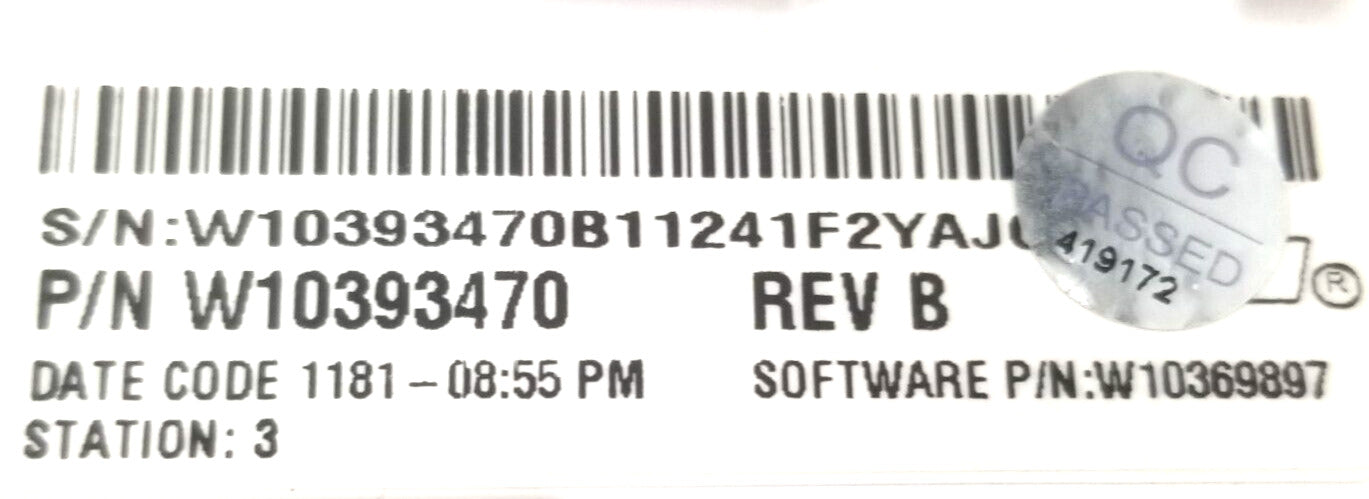 S/N:W10393470B11241F2YAJ
P/N W10393470 REV B
DATE CODE 1181 – 08:55 PM SOFTWARE P/N:W10369897
STATION: 3
QC
PASSED
419172
®